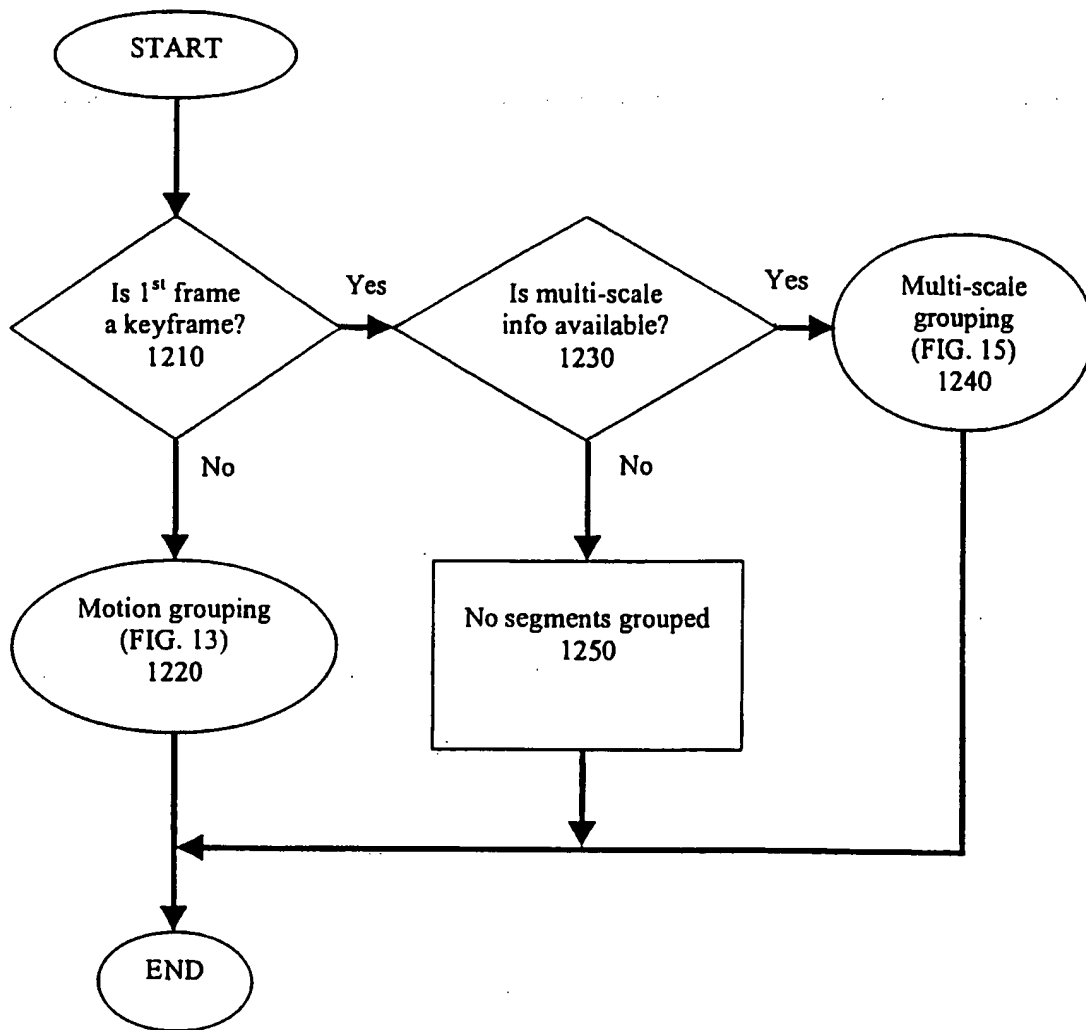 START
Is 1st frame
a keyframe?
1210
Yes
Is multi-scale
info available?
1230
Yes
Multi-scale
grouping
(FIG. 15)
1240
No
No
Motion grouping
(FIG. 13)
1220
No segments grouped
1250
END